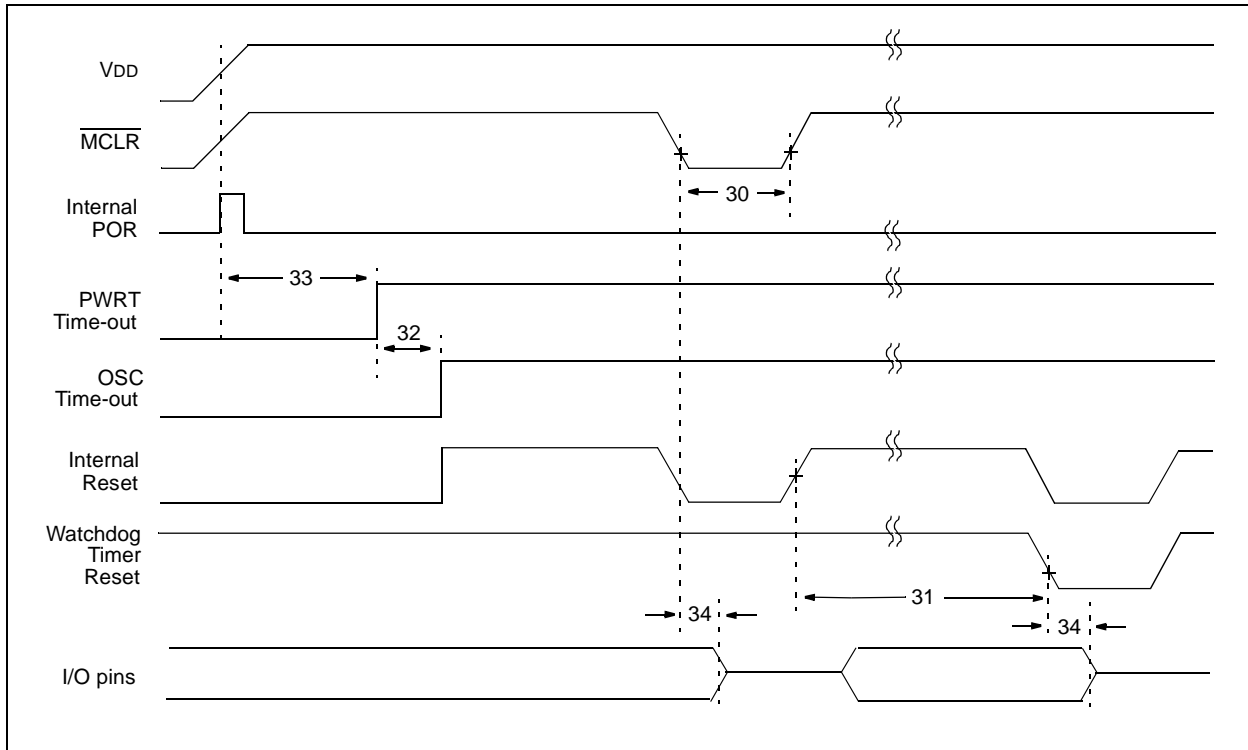 VDD
MCLR
30
Internal
POR
33
PWRT
Time-out
32
OSC
Time-out
Internal
Reset
Watchdog
Timer
Reset
31
34
34
I/O pins